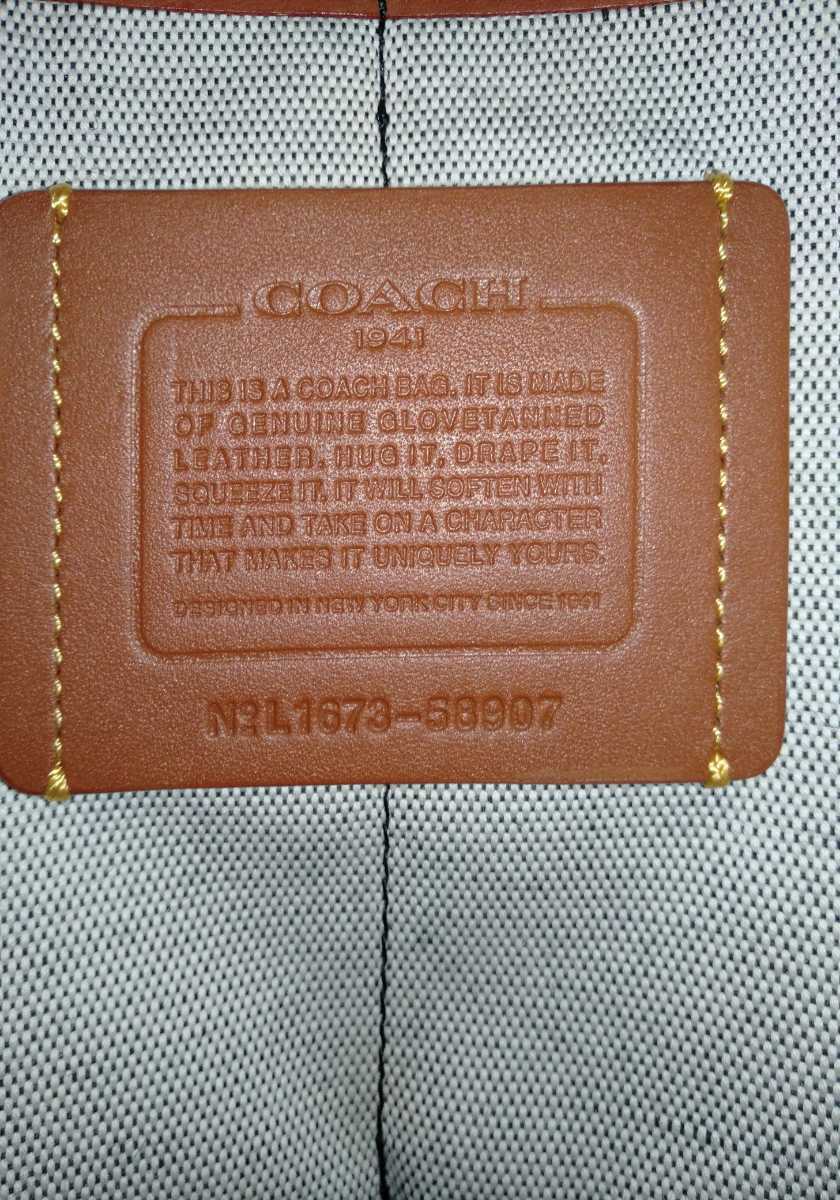 COACH
1941
THIS IS A COACH BAG. IT IS MADE
OF GENUINE GLOVETANNED
LEATHER. HUG IT, DRAPE IT,
SQUEEZE IT, IT WILL SOFTEN WITH
TIME AND TAKE ON A CHARACTER
THAT MAKES IT UNIQUELY YOURS.
DESIGNED IN NEW YORK CITY SINCE 1941
Nº L1673-58907